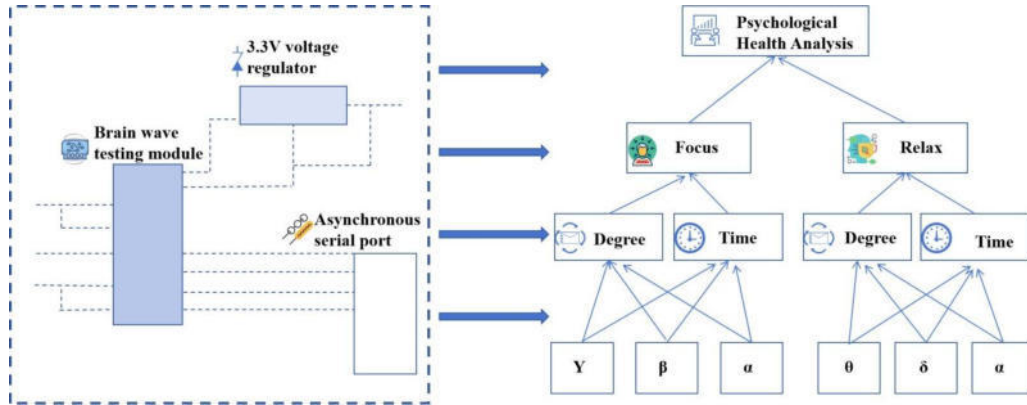 3.3V voltage
regulator
Brain wave
testing module
Asynchronous
serial port
Psychological
Health Analysis
Focus
Relax
Degree
Time
Degree
Time
Υ
β
α
θ
δ
α